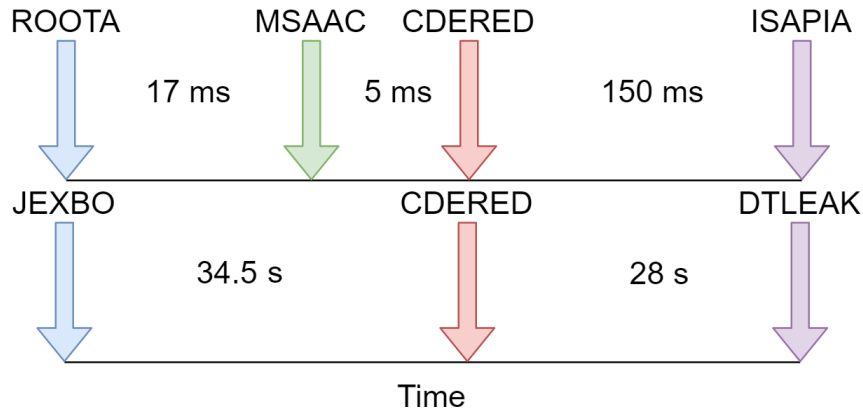 ROOTA MSAAC CDERED ISAPIA
17 ms 5 ms 150 ms
JEXBO CDERED DTLEAK
34.5 s 28 s
Time